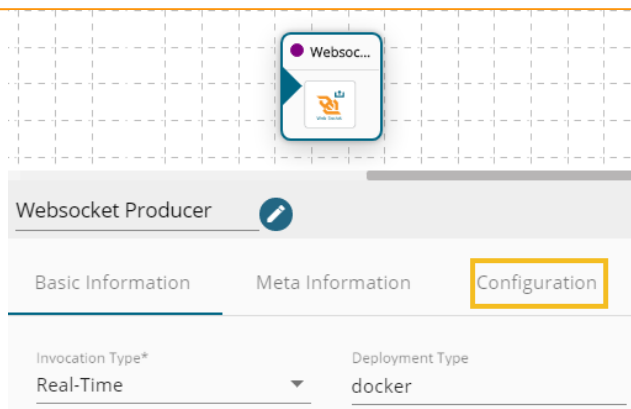 Websoc...
Web Socket
Websocket Producer
Basic Information Meta Information Configuration
Invocation Type* Deployment Type
Real-Time docker